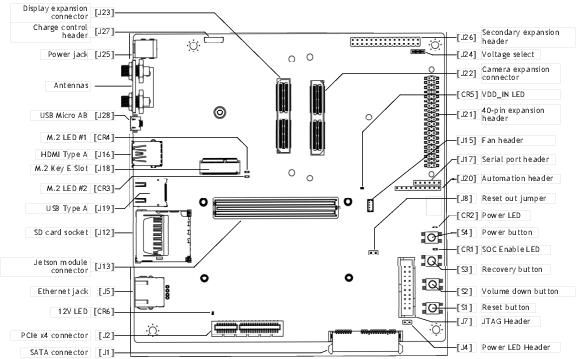 Display expansion
connector [J23]
Charge control
header [J27]
Power jack [J25]
Antennas
USB Micro AB [J28]
M.2 LED #1 [CR4]
HDMI Type A [J16]
M.2 Key E Slot [J18]
M.2 LED #2 [CR3]
USB Type A [J19]
SD card socket [J12]
Jetson module
connector [J13]
Ethernet jack [J5]
12V LED [CR6]
PCIe x4 connector [J2]
SATA connector [J1]
[J26] Secondary expansion
header
[J24] Voltage select
[J22] Camera expansion
connector
[CR5] VDD_IN LED
[J21] 40-pin expansion
header
[J15] Fan header
[J17] Serial port header
[J20] Automation header
[J8] Reset out jumper
[CR2] Power LED
[S4] Power button
[CR1] SOC Enable LED
[S3] Recovery button
[S2] Volume down button
[S1] Reset button
[J7] JTAG Header
[J4] Power LED Header